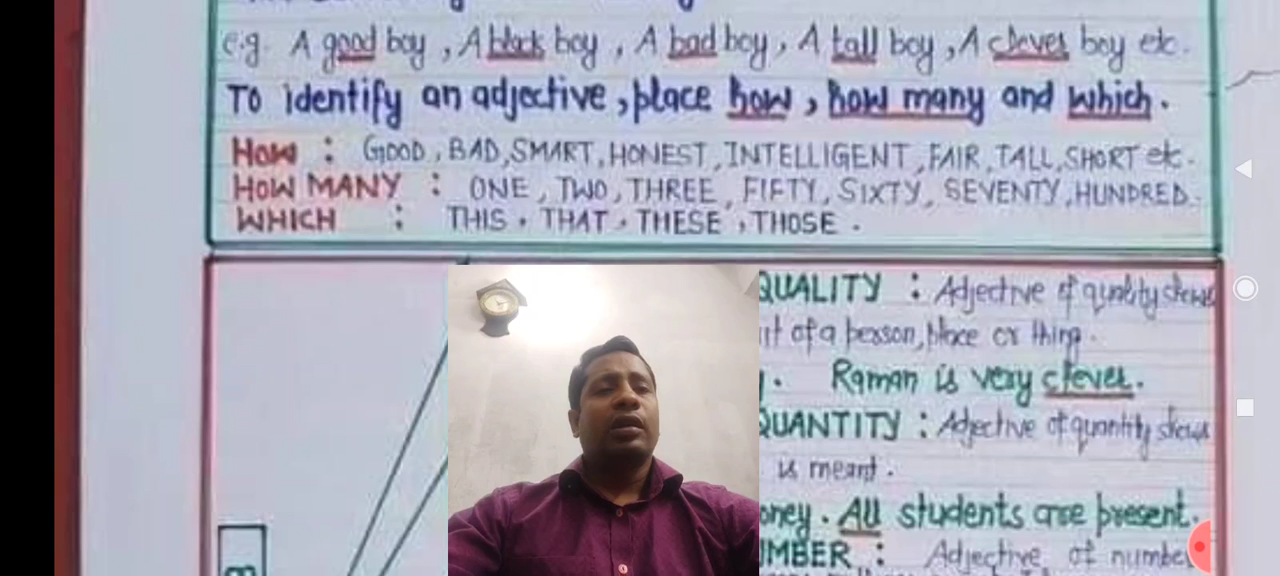 e.g. A good boy, A black boy, A bad boy, A tall boy, A clever boy etc.
To identify an adjective, place how, how many and which.
HOW : GOOD, BAD, SMART, HONEST, INTELLIGENT, FAIR, TALL, SHORT etc.
HOW MANY : ONE, TWO, THREE, FIFTY, SIXTY, SEVENTY, HUNDRED.
WHICH : THIS, THAT, THESE, THOSE.
QUALITY : Adjective of quality shows
of a person, place or thing.
Raman is very clever.
QUANTITY : Adjective of quantity shows
is meant.
All students are present.
Adjective of number